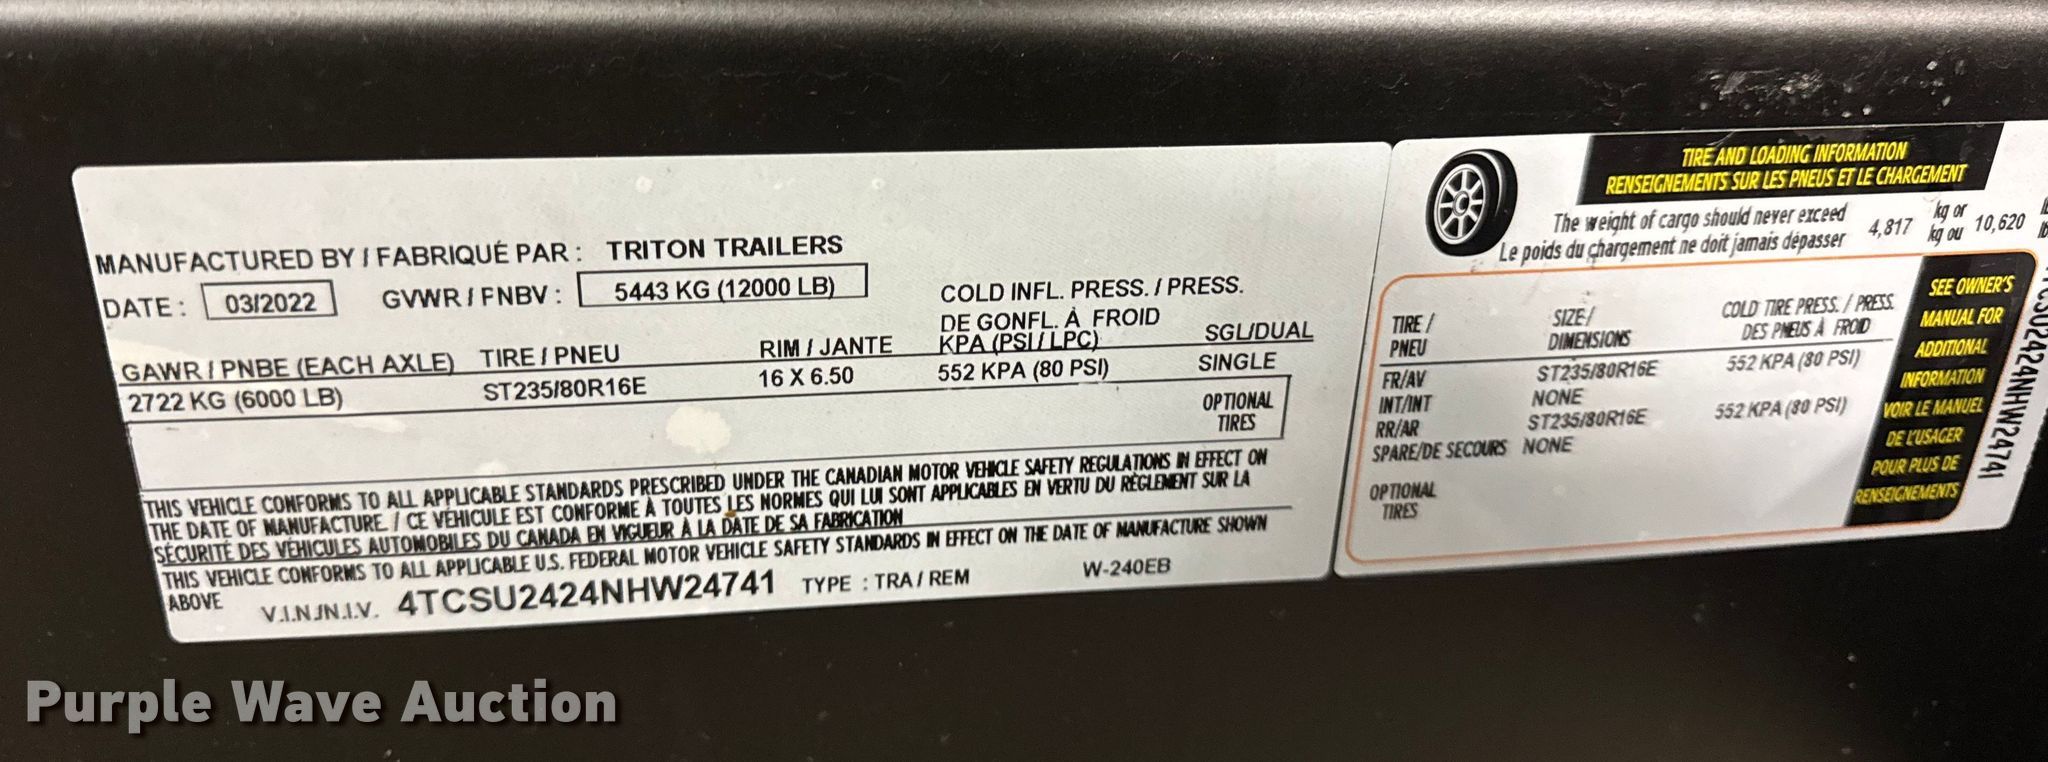 MANUFACTURED BY / FABRIQUÉ PAR : TRITON TRAILERS
DATE : 03/2022 GVWR / FNBV : 5443 KG (12000 LB)
COLD INFL. PRESS. / PRESS.
DE GONFL. À FROID
GAWR / PNBE (EACH AXLE) TIRE / PNEU RIM / JANTE KPA (PSI / LPC) SGL/DUAL
2722 KG (6000 LB) ST235/80R16E 16 X 6.50 552 KPA (80 PSI) SINGLE
OPTIONAL
TIRES
THIS VEHICLE CONFORMS TO ALL APPLICABLE STANDARDS PRESCRIBED UNDER THE CANADIAN MOTOR VEHICLE SAFETY REGULATIONS IN EFFECT ON
THE DATE OF MANUFACTURE. / CE VÉHICULE EST CONFORME À TOUTES LES NORMES QUI LUI SONT APPLICABLES EN VERTU DU RÈGLEMENT SUR LA
SÉCURITÉ DES VÉHICULES AUTOMOBILES DU CANADA EN VIGUEUR À LA DATE DE SA FABRICATION
THIS VEHICLE CONFORMS TO ALL APPLICABLE U.S. FEDERAL MOTOR VEHICLE SAFETY STANDARDS IN EFFECT ON THE DATE OF MANUFACTURE SHOWN
ABOVE
V.I.N./N.I.V. 4TCSU2424NHW24741 TYPE : TRA / REM W-240EB
TIRE AND LOADING INFORMATION
RENSEIGNEMENTS SUR LES PNEUS ET LE CHARGEMENT
The weight of cargo should never exceed 4,817 kg or 10,620
Le poids du chargement ne doit jamais dépasser kg ou
TIRE / PNEU SIZE / DIMENSIONS COLD TIRE PRESS. / PRESS. DES PNEUS À FROID
FR/AV ST235/80R16E 552 KPA (80 PSI)
INT/INT NONE
RR/AR ST235/80R16E 552 KPA (80 PSI)
SPARE/DE SECOURS NONE
OPTIONAL
TIRES
SEE OWNER'S
MANUAL FOR
ADDITIONAL
INFORMATION
VOIR LE MANUEL
DE L'USAGER
POUR PLUS DE
RENSEIGNEMENTS
TCSU2424NHW24741
Purple Wave Auction